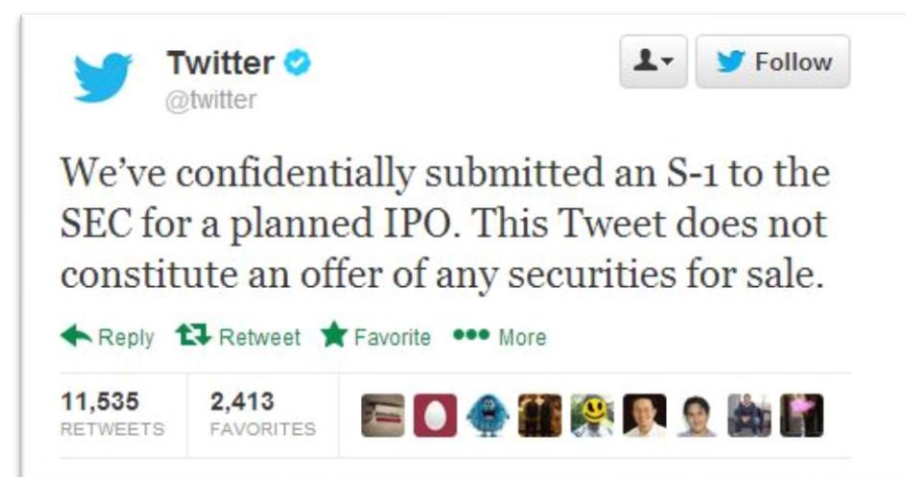 Twitter
@twitter
Follow
We’ve confidentially submitted an S-1 to the
SEC for a planned IPO. This Tweet does not
constitute an offer of any securities for sale.
Reply Retweet Favorite More
11,535 2,413
RETWEETS FAVORITES